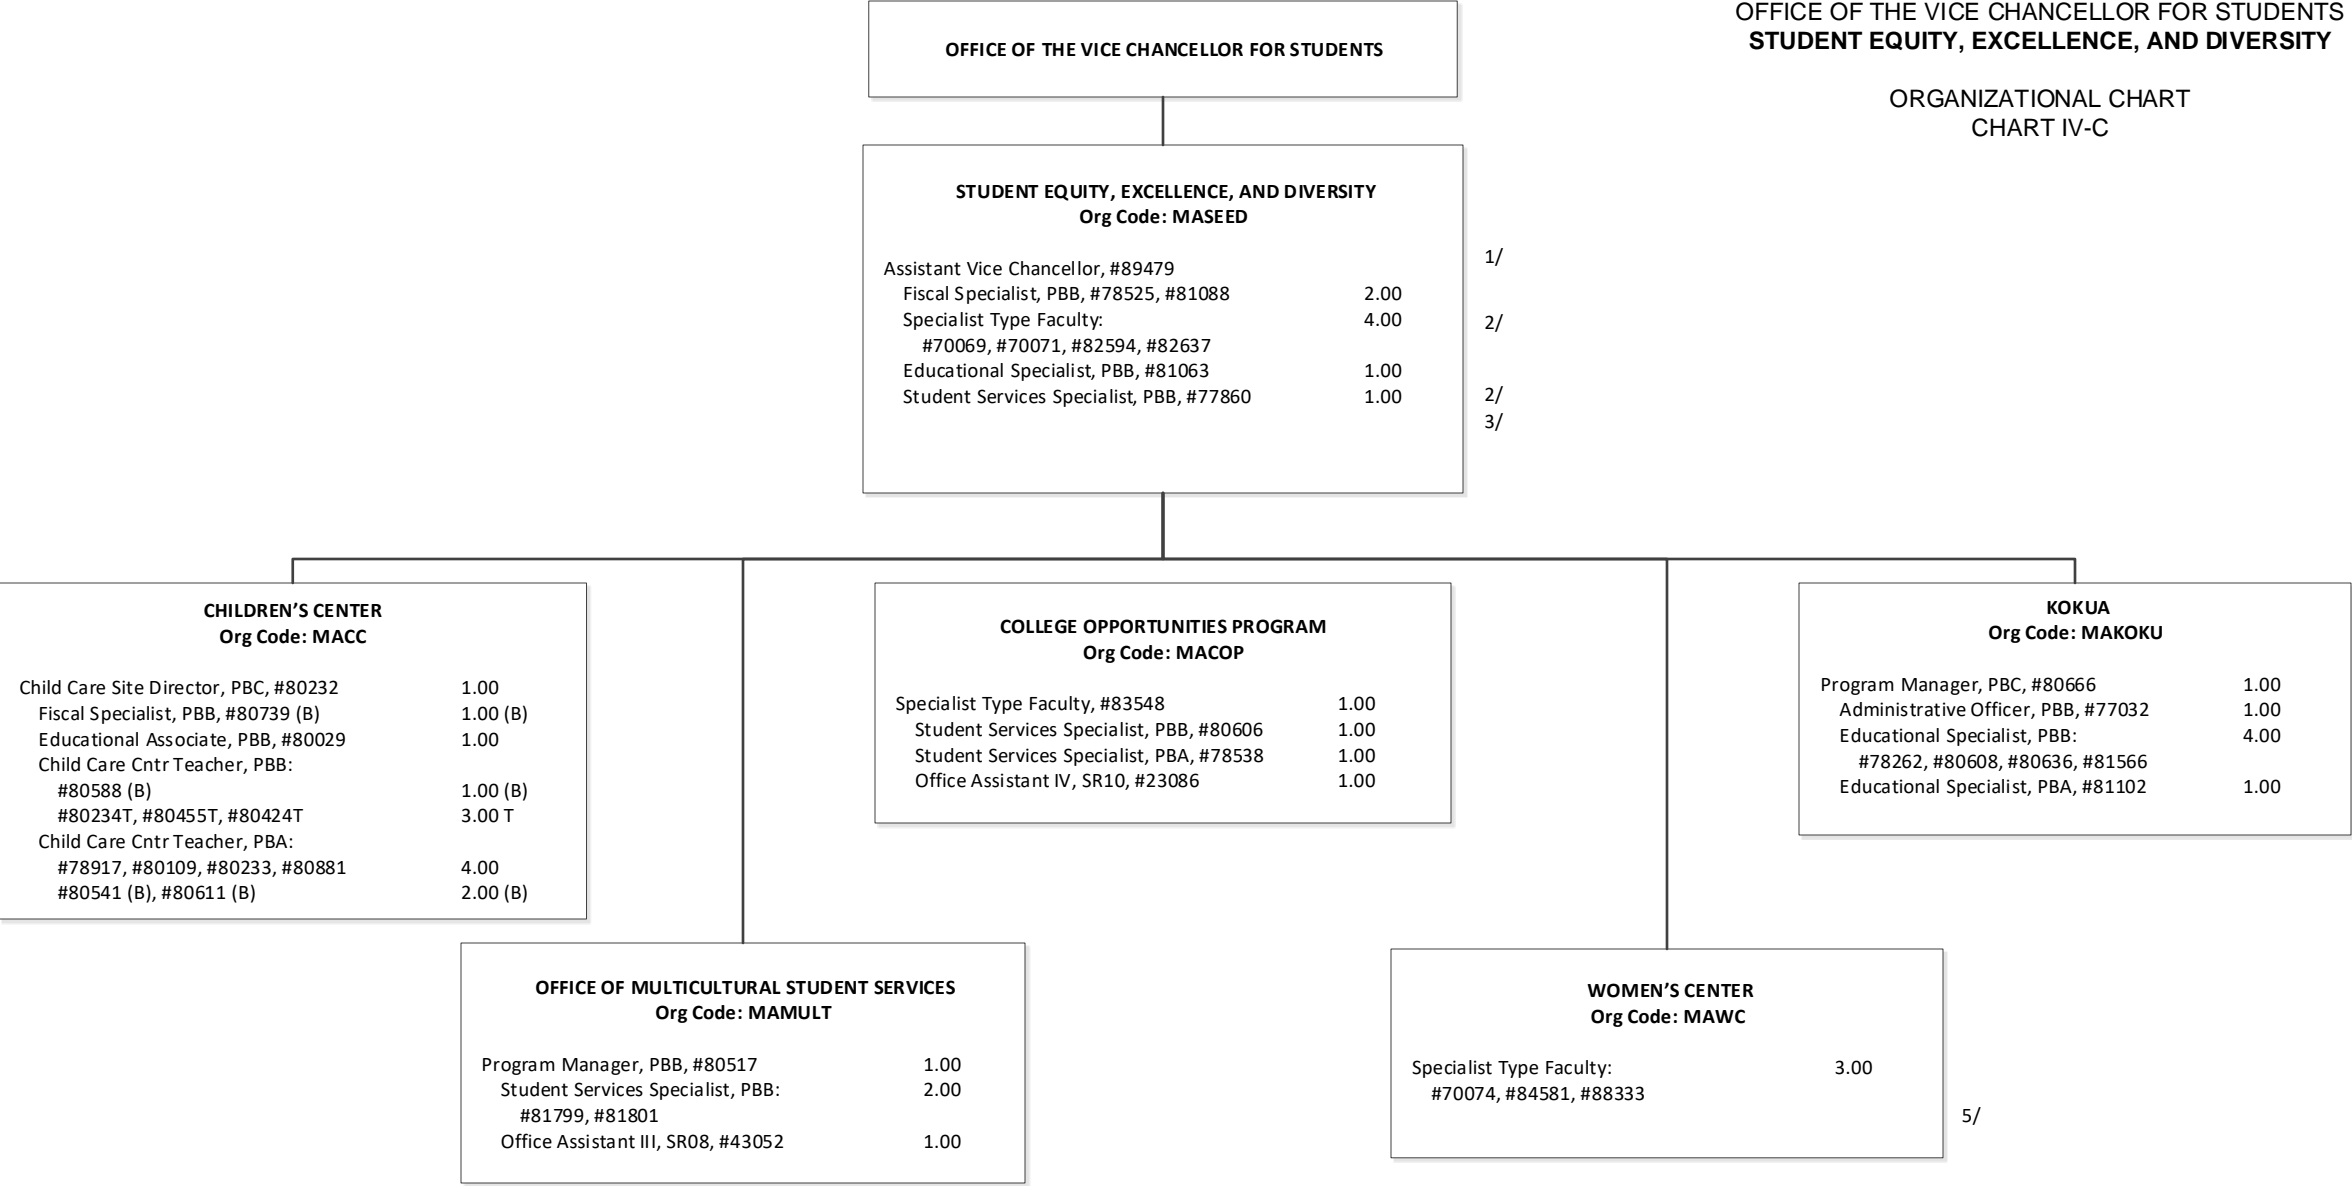 OFFICE OF THE VICE CHANCELLOR FOR STUDENTS
STUDENT EQUITY, EXCELLENCE, AND DIVERSITY
ORGANIZATIONAL CHART
CHART IV-C
OFFICE OF THE VICE CHANCELLOR FOR STUDENTS
STUDENT EQUITY, EXCELLENCE, AND DIVERSITY
Org Code: MASEED
Assistant Vice Chancellor, #89479 1/
Fiscal Specialist, PBB, #78525, #81088 2.00
Specialist Type Faculty: 4.00 2/
#70069, #70071, #82594, #82637
Educational Specialist, PBB, #81063 1.00
Student Services Specialist, PBB, #77860 1.00 2/
3/
CHILDREN’S CENTER
Org Code: MACC
Child Care Site Director, PBC, #80232 1.00
Fiscal Specialist, PBB, #80739 (B) 1.00 (B)
Educational Associate, PBB, #80029 1.00
Child Care Cntr Teacher, PBB:
#80588 (B) 1.00 (B)
#80234T, #80455T, #80424T 3.00 T
Child Care Cntr Teacher, PBA:
#78917, #80109, #80233, #80881 4.00
#80541 (B), #80611 (B) 2.00 (B)
COLLEGE OPPORTUNITIES PROGRAM
Org Code: MACOP
Specialist Type Faculty, #83548 1.00
Student Services Specialist, PBB, #80606 1.00
Student Services Specialist, PBA, #78538 1.00
Office Assistant IV, SR10, #23086 1.00
KOKUA
Org Code: MAKOKU
Program Manager, PBC, #80666 1.00
Administrative Officer, PBB, #77032 1.00
Educational Specialist, PBB: 4.00
#78262, #80608, #80636, #81566
Educational Specialist, PBA, #81102 1.00
OFFICE OF MULTICULTURAL STUDENT SERVICES
Org Code: MAMULT
Program Manager, PBB, #80517 1.00
Student Services Specialist, PBB: 2.00
#81799, #81801
Office Assistant III, SR08, #43052 1.00
WOMEN’S CENTER
Org Code: MAWC
Specialist Type Faculty: 3.00
#70074, #84581, #88333
5/